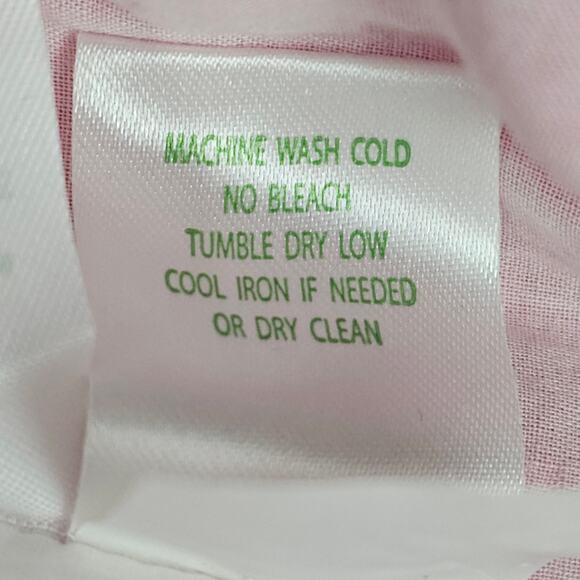 MACHINE WASH COLD
NO BLEACH
TUMBLE DRY LOW
COOL IRON IF NEEDED
OR DRY CLEAN